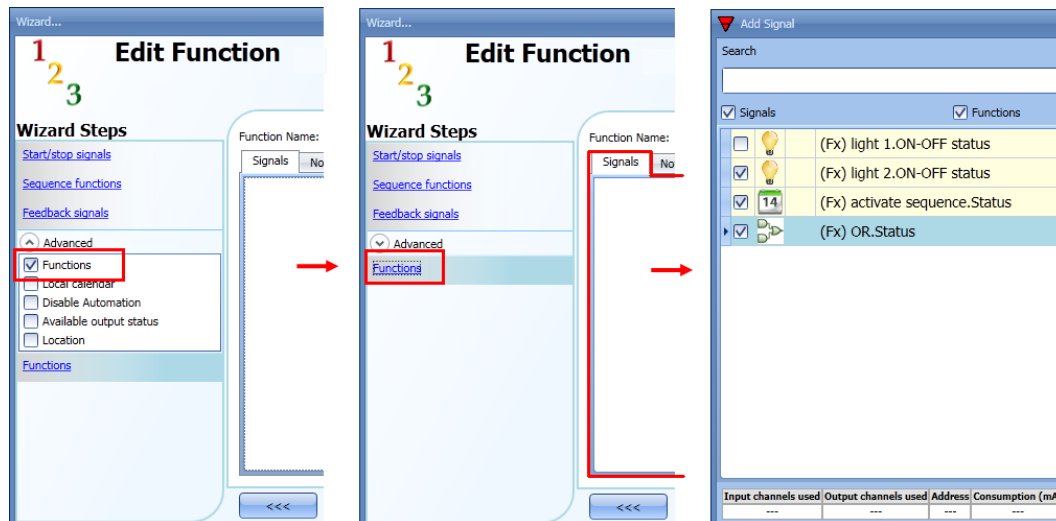 Wizard...
1 2 3
Edit Function
Wizard Steps
Start/stop signals
Sequence functions
Feedback signals
Advanced
Functions
Local calendar
Disable Automation
Available output status
Location
Functions
Function Name:
Signals
No
<<<
Wizard...
1 2 3
Edit Function
Wizard Steps
Start/stop signals
Sequence functions
Feedback signals
Advanced
Functions
Function Name:
Signals
No
<<<
Add Signal
Search
Signals Functions
(Fx) light 1.ON-OFF status
(Fx) light 2.ON-OFF status
14 (Fx) activate sequence.Status
(Fx) OR.Status
Input channels used Output channels used Address Consumption (mA
--- --- --- ---